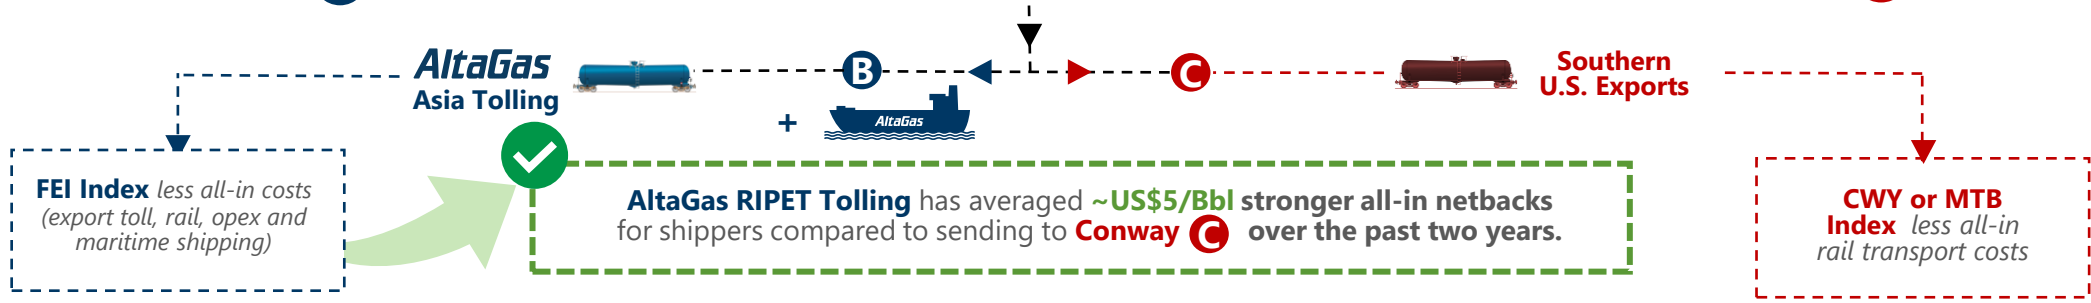 AltaGas
Asia Tolling
B
C
Southern
U.S. Exports
+
AltaGas
FEI Index less all-in costs
(export toll, rail, opex and
maritime shipping)
AltaGas RIPET Tolling has averaged ~US$5/Bbl stronger all-in netbacks
for shippers compared to sending to Conway C over the past two years.
CWY or MTB
Index less all-in
rail transport costs